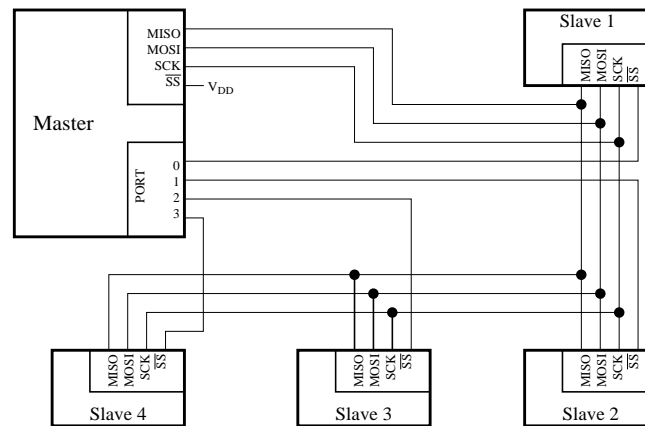 MISO
MOSI
SCK
SS
V_DD
Master
PORT
0
1
2
3
Slave 1
MISO
MOSI
SCK
SS
MISO
MOSI
SCK
SS
Slave 4
MISO
MOSI
SCK
SS
Slave 3
MISO
MOSI
SCK
SS
Slave 2